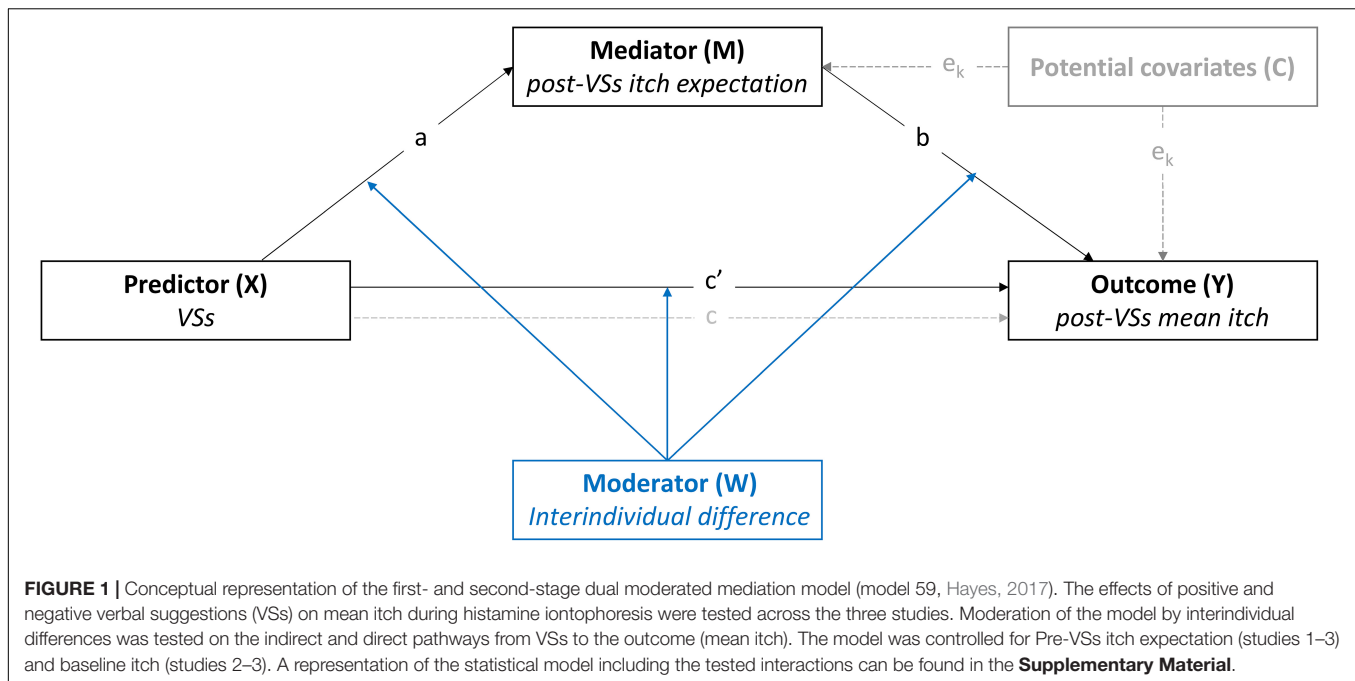 Mediator (M)
post-VSs itch expectation
ek
Potential covariates (C)
a
b
ek
Predictor (X)
VSs
c'
c
Outcome (Y)
post-VSs mean itch
Moderator (W)
Interindividual difference
FIGURE 1 | Conceptual representation of the first- and second-stage dual moderated mediation model (model 59, Hayes, 2017). The effects of positive and
negative verbal suggestions (VSs) on mean itch during histamine iontophoresis were tested across the three studies. Moderation of the model by interindividual
differences was tested on the indirect and direct pathways from VSs to the outcome (mean itch). The model was controlled for Pre-VSs itch expectation (studies 1–3)
and baseline itch (studies 2–3). A representation of the statistical model including the tested interactions can be found in the Supplementary Material.